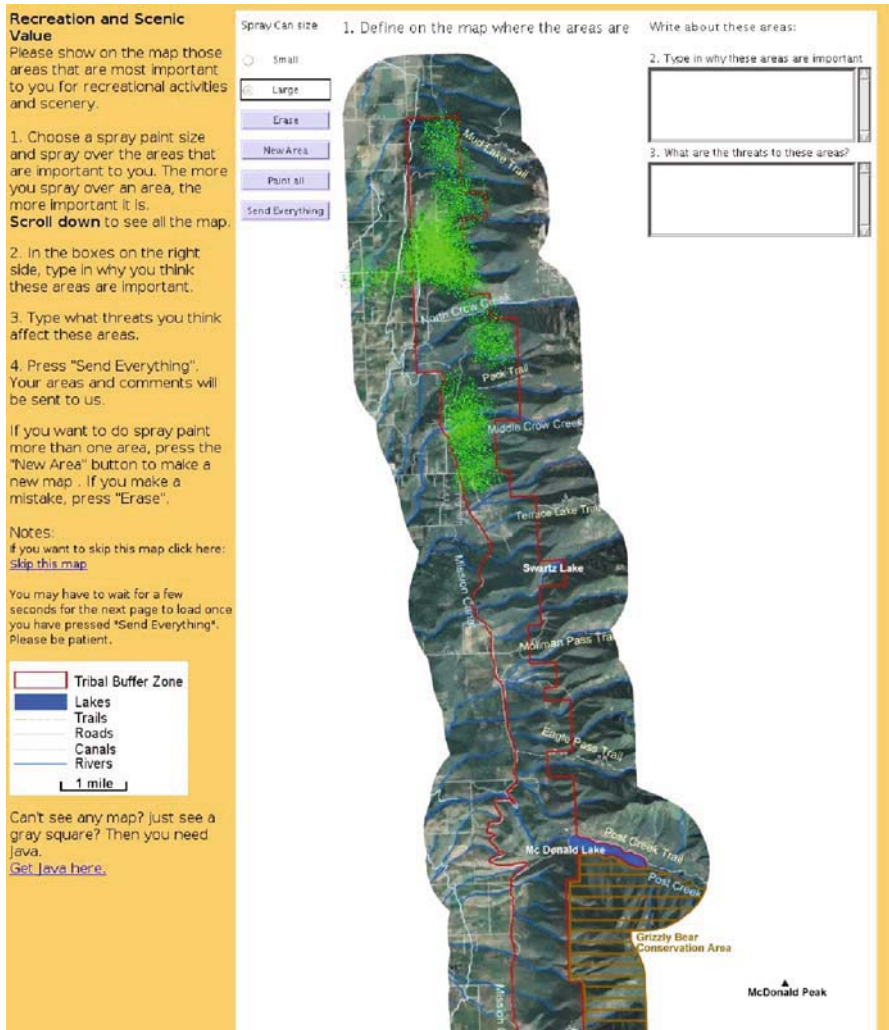 Recreation and Scenic
Value
Please show on the map those
areas that are most important
to you for recreational activities
and scenery.
1. Choose a spray paint size
and spray over the areas that
are important to you. The more
you spray over an area, the
more important it is.
Scroll down to see all the map.
2. In the boxes on the right
side, type in why you think
these areas are important.
3. Type what threats you think
affect these areas.
4. Press "Send Everything".
Your areas and comments will
be sent to us.
If you want to do spray paint
more than one area, press the
"New Area" button to make a
new map . If you make a
mistake, press "Erase".
Notes:
If you want to skip this map click here:
Skip this map
You may have to wait for a few
seconds for the next page to load once
you have pressed "Send Everything".
Please be patient.
Tribal Buffer Zone
Lakes
Trails
Roads
Canals
Rivers
1 mile
Can't see any map? Just see a
gray square? Then you need
Java.
Get Java here.
Spray Can size
Small
Large
Erase
New Area
Paint all
Send Everything
1. Define on the map where the areas are
Write about these areas:
2. Type in why these areas are important
3. What are the threats to these areas?
Mud Lake Trail
North Crow Creek
Pack Trail
Middle Crow Creek
Terrace Lake Trail
Swartz Lake
Mission Canal
Mollman Pass Trail
Eagle Pass Trail
Mc Donald Lake
Post Creek Trail
Post Creek
Grizzly Bear
Conservation Area
McDonald Peak
Mission